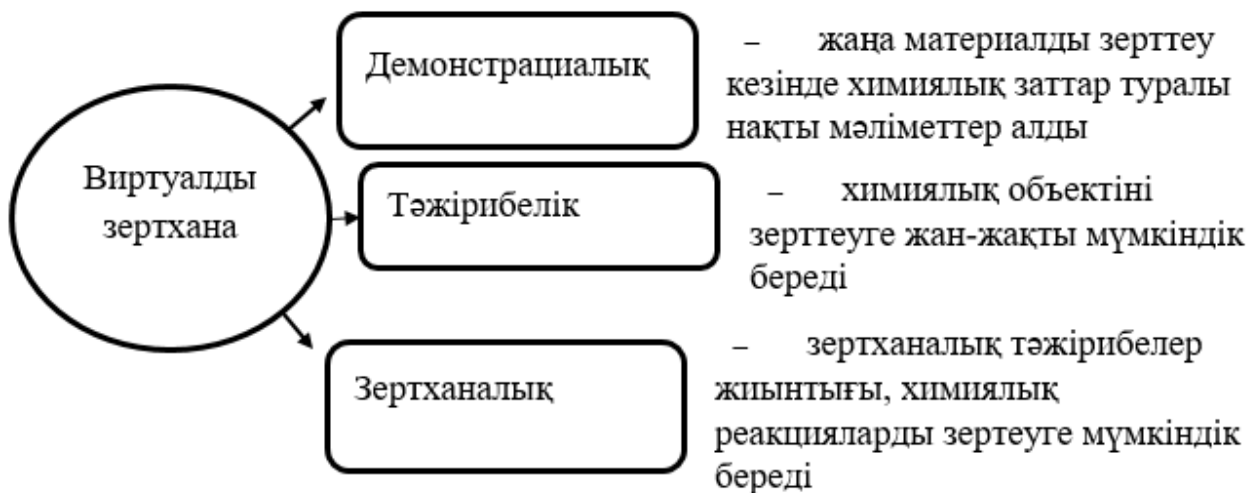 Виртуалды
зертхана
Демонстрациалық
– жаңа материалды зерттеу
кезінде химиялық заттар туралы
нақты мәліметтер алды
Тәжірибелік
– химиялық объектіні
зерттеуге жан-жақты мүмкіндік
береді
Зертханалық
– зертханалық тәжірибелер
жиынтығы, химиялық
реакцияларды зертеуге мүмкіндік
береді